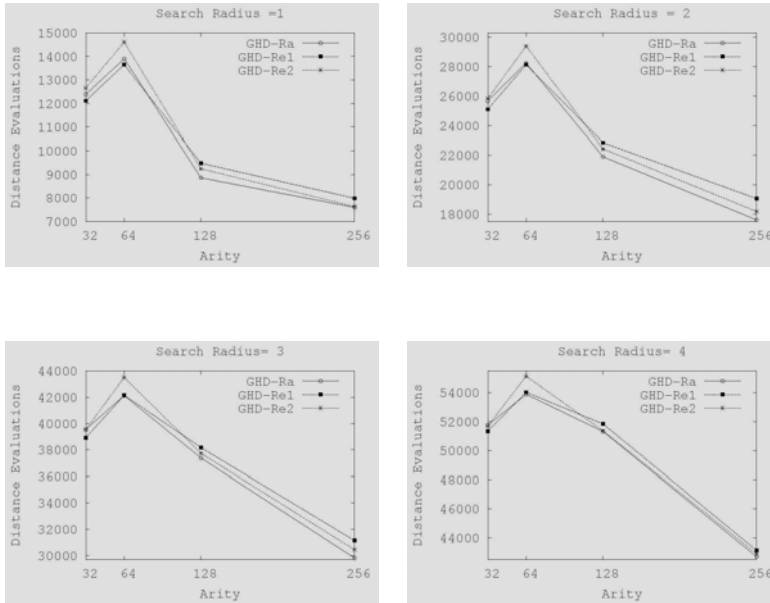 Search Radius =1
15000
14000
13000
12000
11000
10000
9000
8000
7000
Distance Evaluations
GHD-Ra
GHD-Re1
GHD-Re2
32 64 128 256
Arity
Search Radius = 2
30000
28000
26000
24000
22000
20000
18000
Distance Evaluations
GHD-Ra
GHD-Re1
GHD-Re2
32 64 128 256
Arity
Search Radius= 3
44000
42000
40000
38000
36000
34000
32000
30000
Distance Evaluations
GHD-Ra
GHD-Re1
GHD-Re2
32 64 128 256
Arity
Search Radius= 4
54000
52000
50000
48000
46000
44000
Distance Evaluations
GHD-Ra
GHD-Re1
GHD-Re2
32 64 128 256
Arity